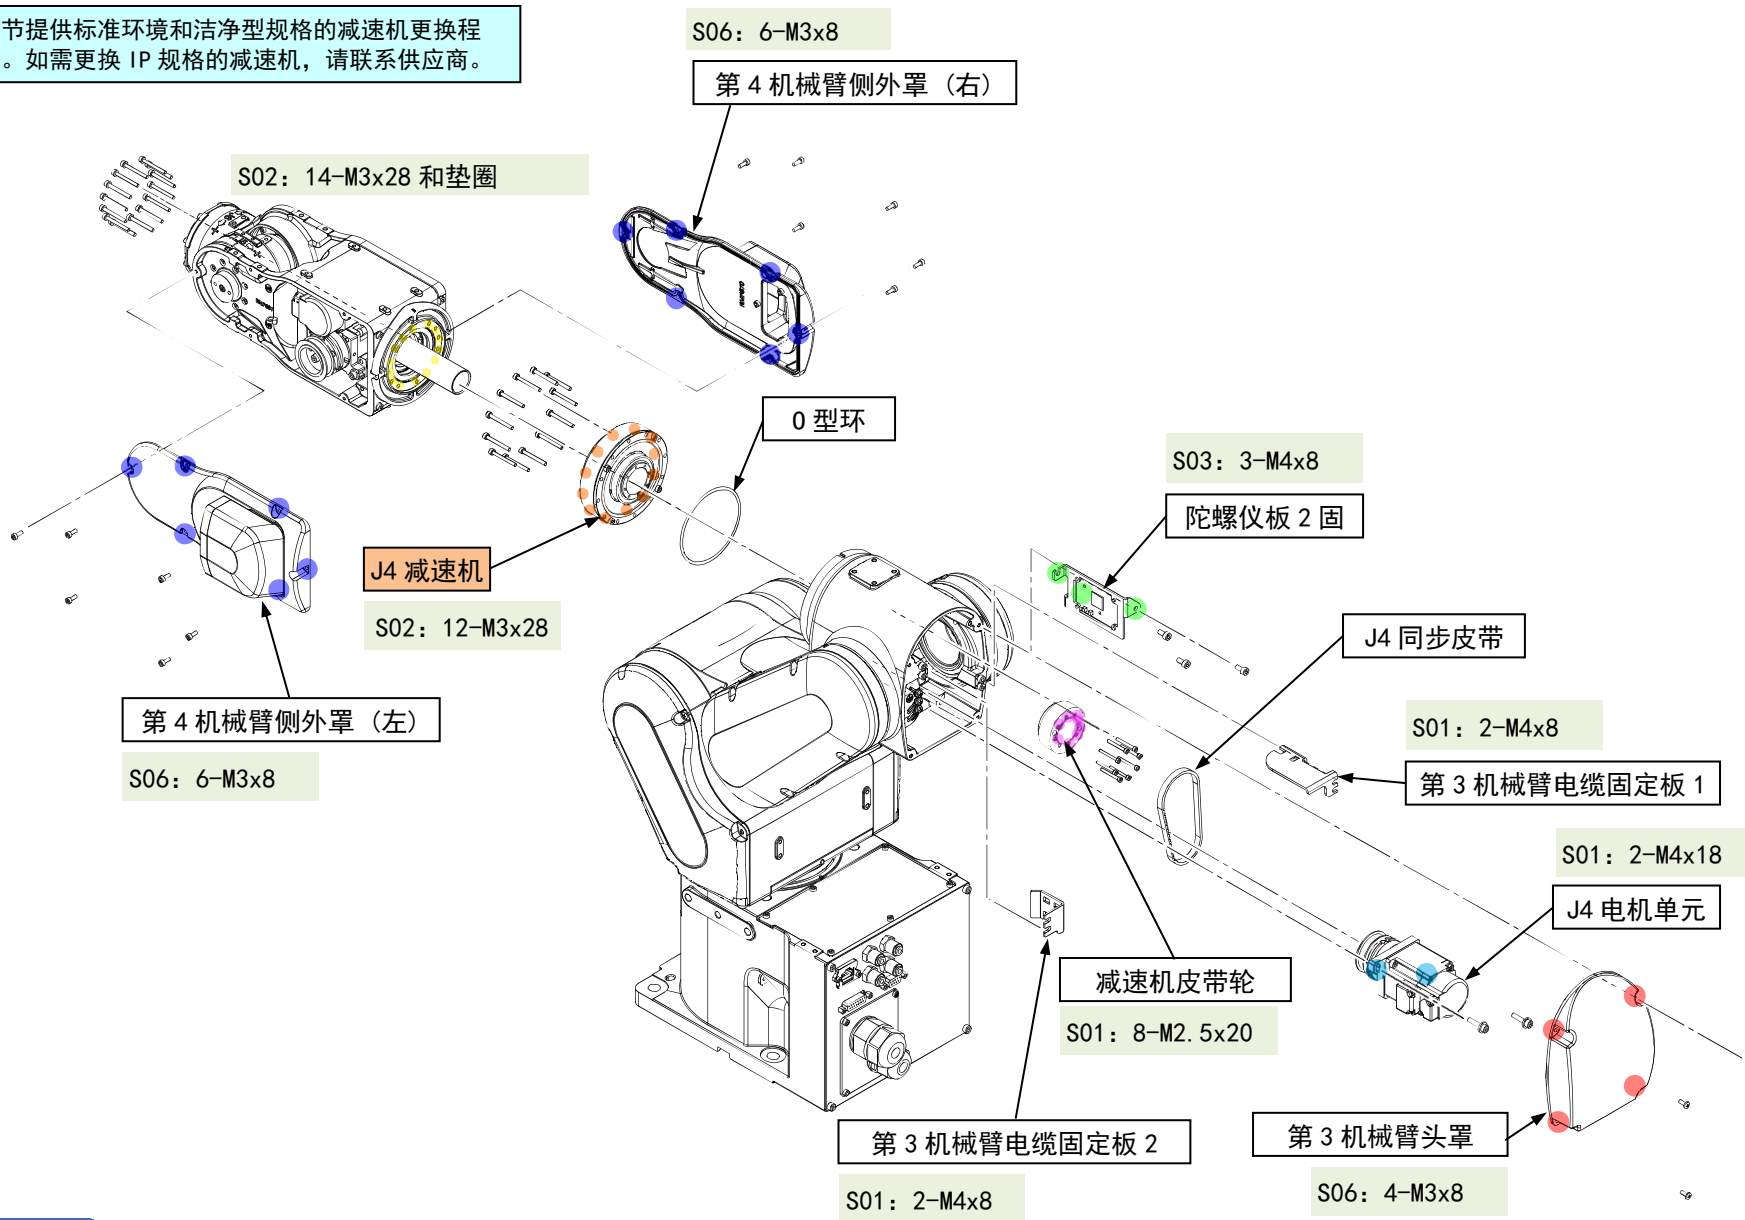 节提供标准环境和洁净型规格的减速机更换程
。如需更换 IP 规格的减速机，请联系供应商。
S06：6-M3x8
第 4 机械臂侧外罩（右）
S02：14-M3x28 和垫圈
O 型环
S03：3-M4x8
陀螺仪板 2 固
J4 减速机
S02：12-M3x28
J4 同步皮带
第 4 机械臂侧外罩（左）
S06：6-M3x8
S01：2-M4x8
第 3 机械臂电缆固定板 1
S01：2-M4x18
J4 电机单元
减速机皮带轮
S01：8-M2.5x20
第 3 机械臂电缆固定板 2
S01：2-M4x8
第 3 机械臂头罩
S06：4-M3x8